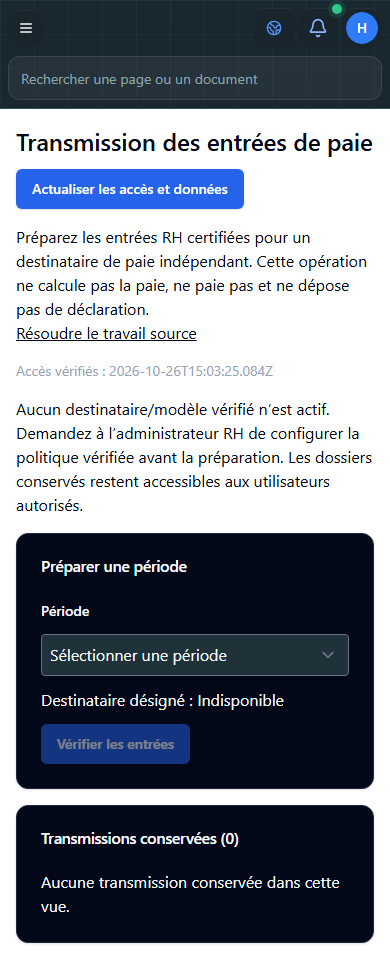 H
Rechercher une page ou un document
Transmission des entrées de paie
Actualiser les accès et données
Préparez les entrées RH certifiées pour un
destinataire de paie indépendant. Cette opération
ne calcule pas la paie, ne paie pas et ne dépose
pas de déclaration.
Résoudre le travail source
Accès vérifiés : 2026-10-26T15:03:25.084Z
Aucun destinataire/modèle vérifié n’est actif.
Demandez à l’administrateur RH de configurer la
politique vérifiée avant la préparation. Les dossiers
conservés restent accessibles aux utilisateurs
autorisés.
Préparer une période
Période
Sélectionner une période
Destinataire désigné : Indisponible
Vérifier les entrées
Transmissions conservées (0)
Aucune transmission conservée dans cette
vue.